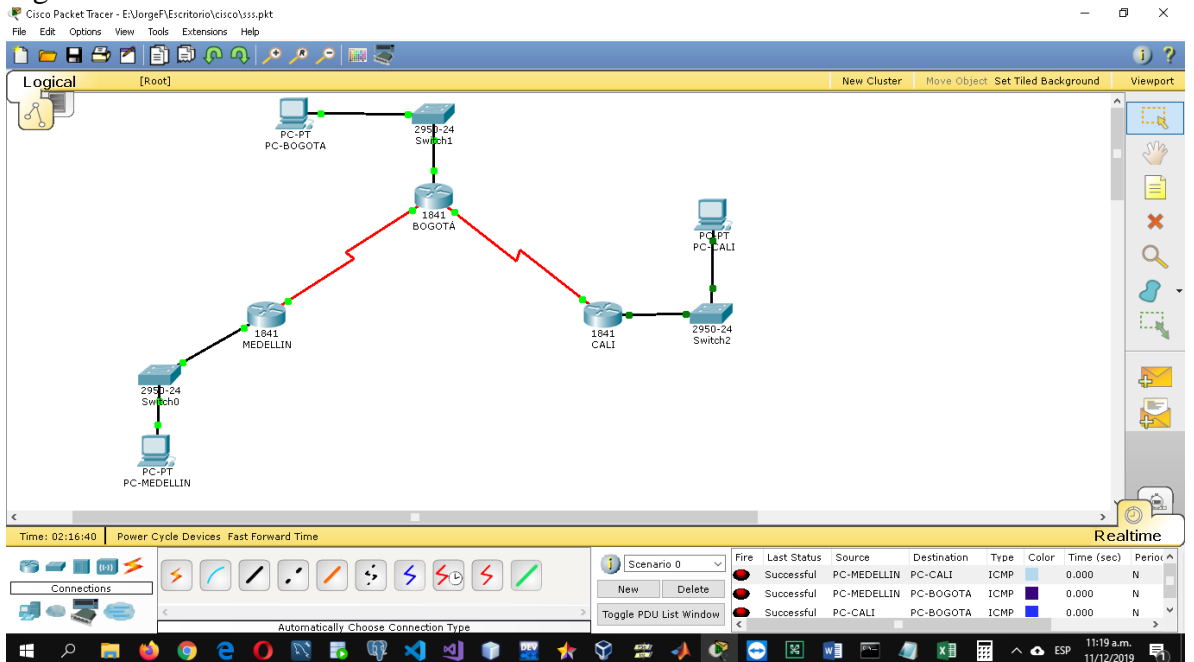 Cisco Packet Tracer - E:\JorgeF\Escritorio\cisco\sss.pkt
File Edit Options View Tools Extensions Help
Logical [Root] New Cluster Move Object Set Tiled Background Viewport
PC-PT
PC-BOGOTA
2950-24
Switch1
1841
BOGOTÁ
PC-PT
PC-CALI
1841
MEDELLIN
1841
CALI
2950-24
Switch2
2950-24
Switch0
PC-PT
PC-MEDELLIN
Time: 02:16:40 Power Cycle Devices Fast Forward Time Realtime
Connections
Automatically Choose Connection Type
Scenario 0
New Delete
Toggle PDU List Window
Fire Last Status Source Destination Type Color Time (sec)
Successful PC-MEDELLIN PC-CALI ICMP 0.000 N
Successful PC-MEDELLIN PC-BOGOTA ICMP 0.000 N
Successful PC-CALI PC-BOGOTA ICMP 0.000 N
DEV
ESP
11:19 a.m.
11/12/2019